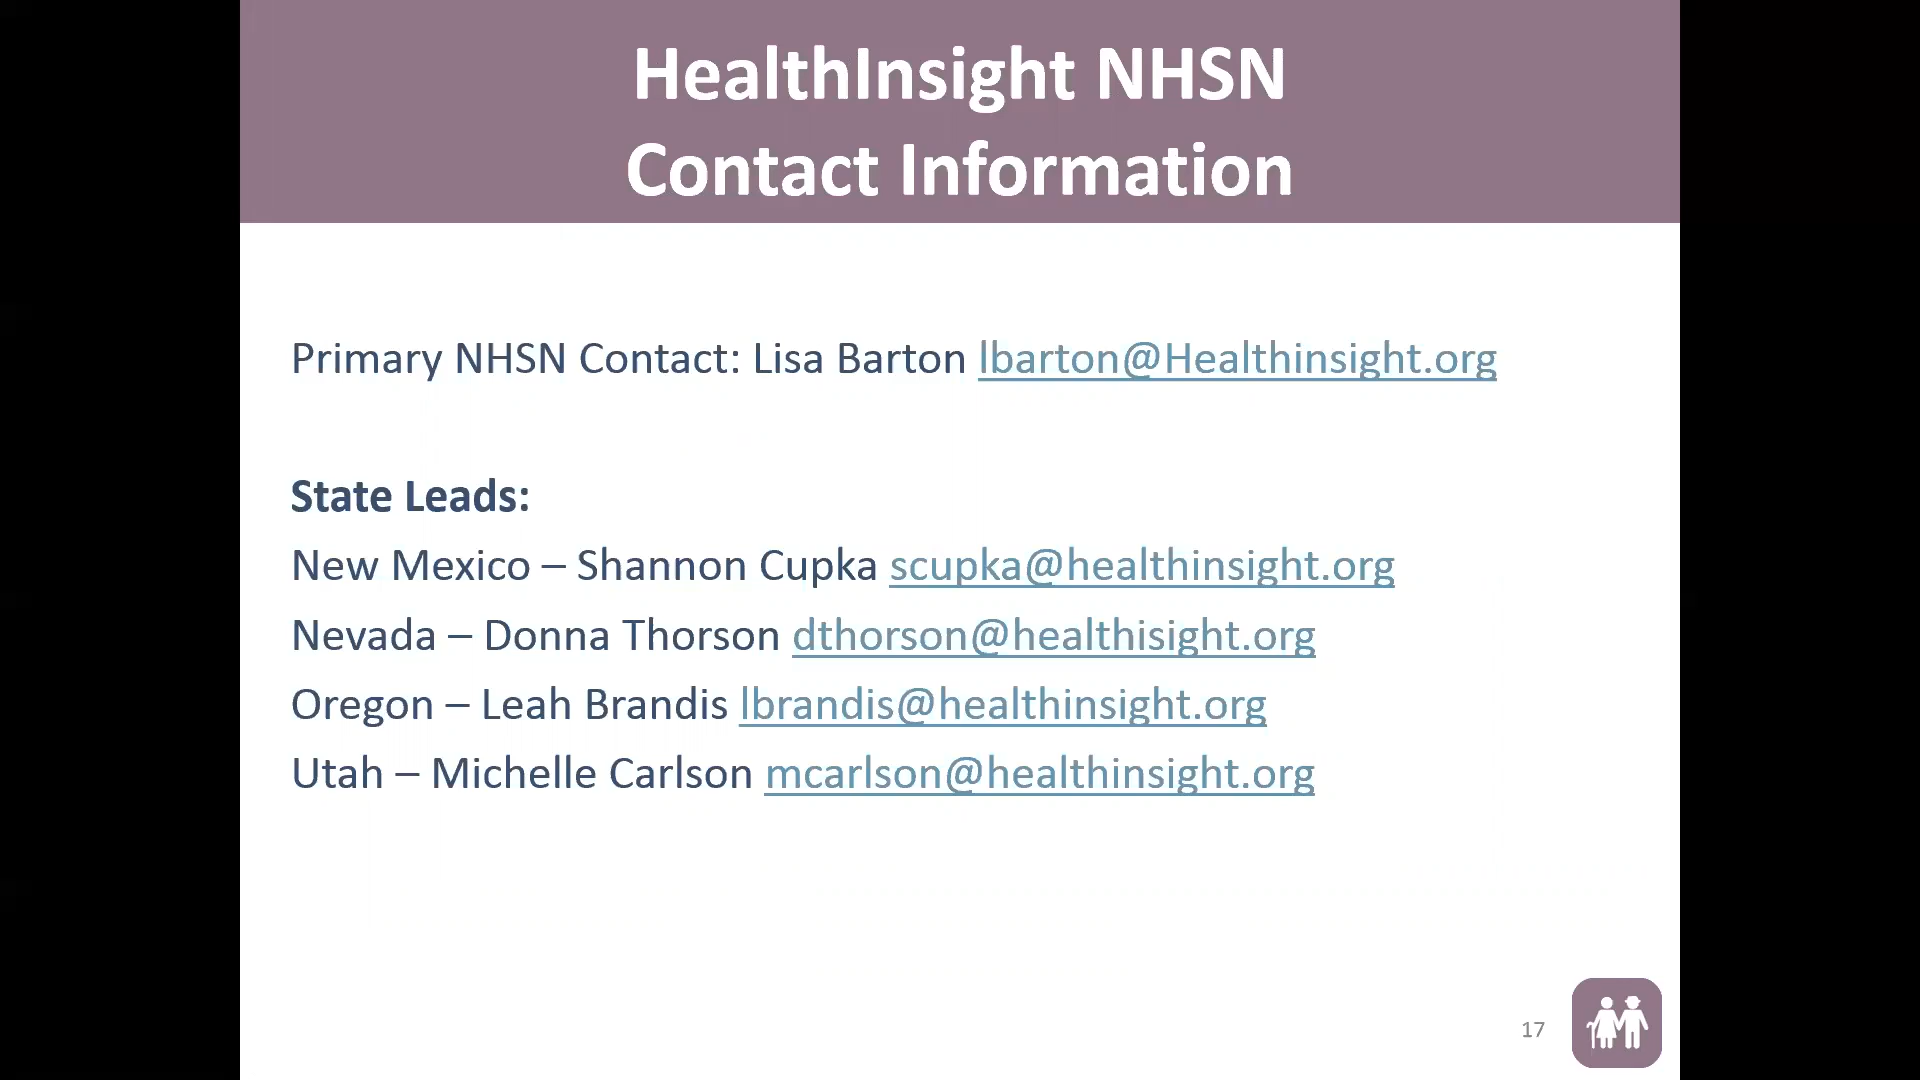 HealthInsight NHSN
Contact Information
Primary NHSN Contact: Lisa Barton lbarton@Healthinsight.org
State Leads:
New Mexico – Shannon Cupka scupka@healthinsight.org
Nevada – Donna Thorson dthorson@healthisight.org
Oregon – Leah Brandis lbrandis@healthinsight.org
Utah – Michelle Carlson mcarlson@healthinsight.org
17